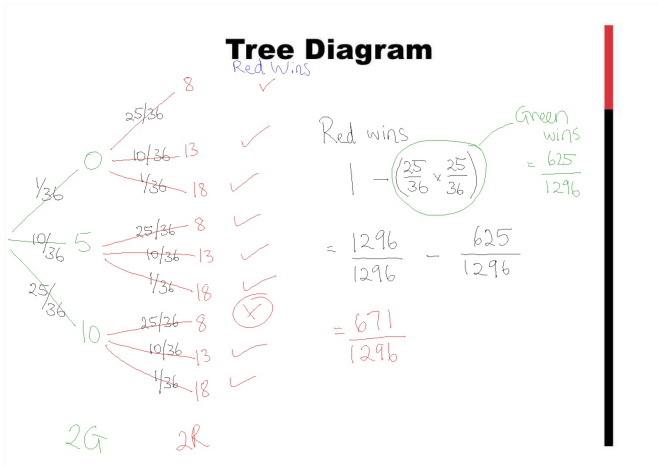 Tree Diagram
Red Wins
25/36 8 ✓
10/36 13 ✓
1/36 18 ✓
1/36 0
25/36 8 ✓
10/36 13 ✓
1/36 18 ✓
10/36 5
25/36 8 ✗
10/36 13 ✓
1/36 18 ✓
25/36 10
2G 2R
Red wins
1 - (25/36 × 25/36)
Green wins
= 625/1296
= 1296/1296 - 625/1296
= 671/1296